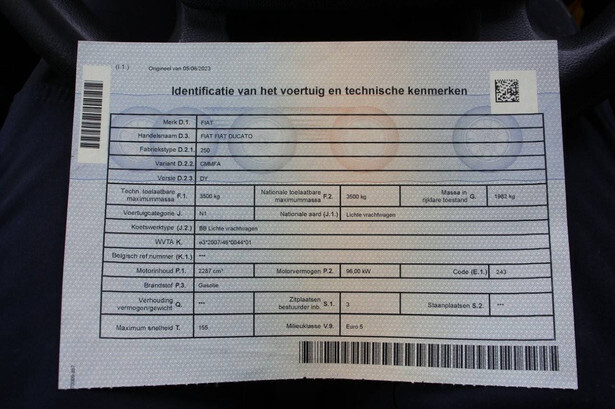 (I.1.) Origineel van 05/06/2023
Identificatie van het voertuig en technische kenmerken
Merk D.1. FIAT
Handelsnaam D.3. FIAT FIAT DUCATO
Fabriekstype D.2.1. 250
Variant D.2.2. CMMFA
Versie D.2.3. DY
Techn. toelaatbare maximummassa F.1. 3500 kg Nationale toelaatbare maximummassa F.2. 3500 kg Massa in rijklare toestand G. kg
Voertuigcategorie J. N1 Nationale aard (J.1.) Lichte vrachtwagen
Koetswerktype (J.2.) BB Lichte vrachtwagen
WVTA K. e3*2007/46*0044*01
Belgisch ref nummer (K.1.) ***
Motorinhoud P.1. 2287 cm³ Motorvermogen P.2. 96,00 kW Code (E.1.) 243
Brandstof P.3. Gasolie
Verhouding vermogen/gewicht Q. *** Zitplaatsen bestuurder inb. S.1. 3 Staanplaatsen S.2. ***
Maximum snelheid T. 155 Milieuklasse V.9. Euro 5